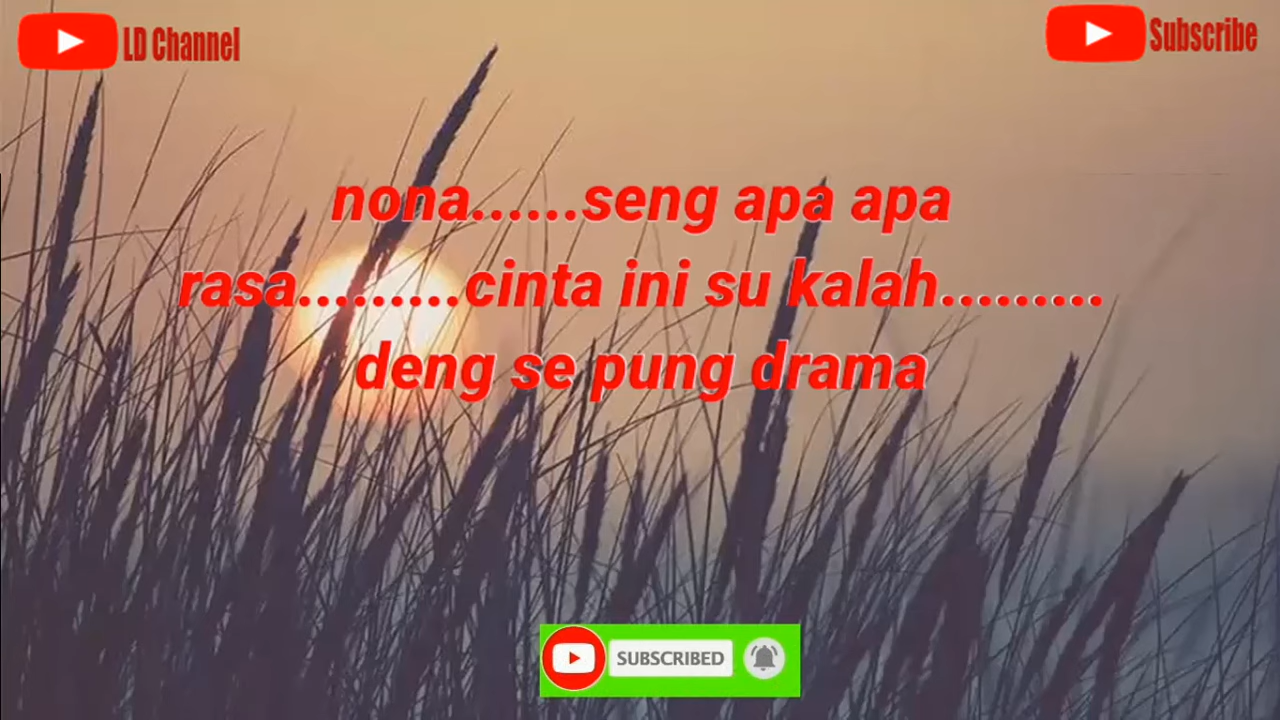 LD Channel
Subscribe
nona......seng apa apa
rasa.........cinta ini su kalah.........
deng se pung drama
SUBSCRIBED